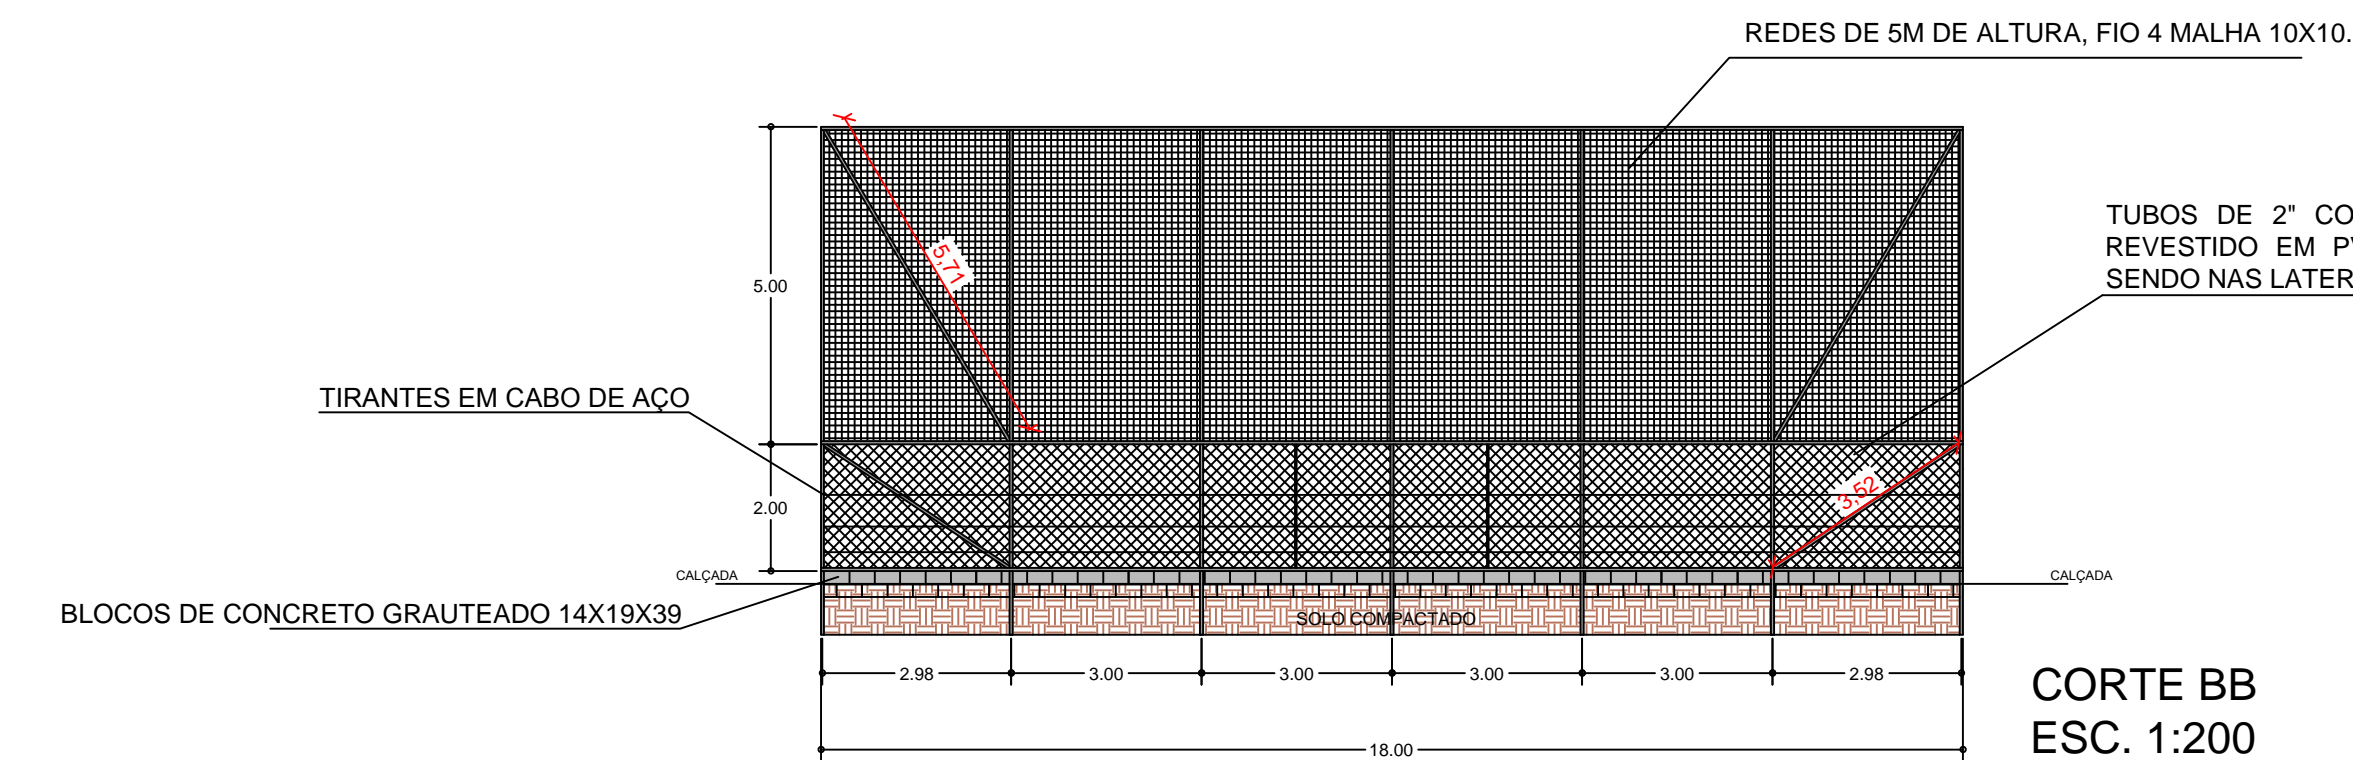 REDES DE 5M DE ALTURA, FIO 4 MALHA 10X10.
TUBOS DE 2" CO
REVESTIDO EM P
SENDO NAS LATER
5,71
5.00
TIRANTES EM CABO DE AÇO
3,52
2.00
CALÇADA
CALÇADA
BLOCOS DE CONCRETO GRAUTEADO 14X19X39
SOLO COMPACTADO
2.98 3.00 3.00 3.00 3.00 2.98
18.00
CORTE BB
ESC. 1:200